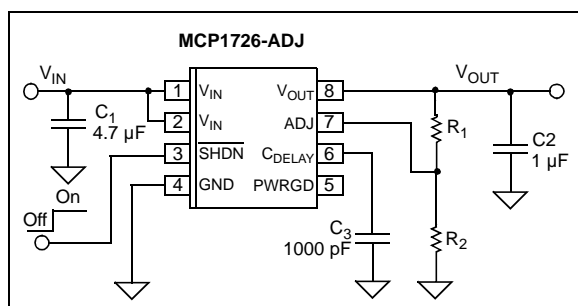 MCP1726-ADJ
V_IN
V_OUT
1 V_IN
V_OUT 8
2 V_IN
ADJ 7
3 SHDN
C_DELAY 6
4 GND
PWRGD 5
C_1
4.7 µF
R_1
C2
1 µF
On
Off
C_3
1000 pF
R_2